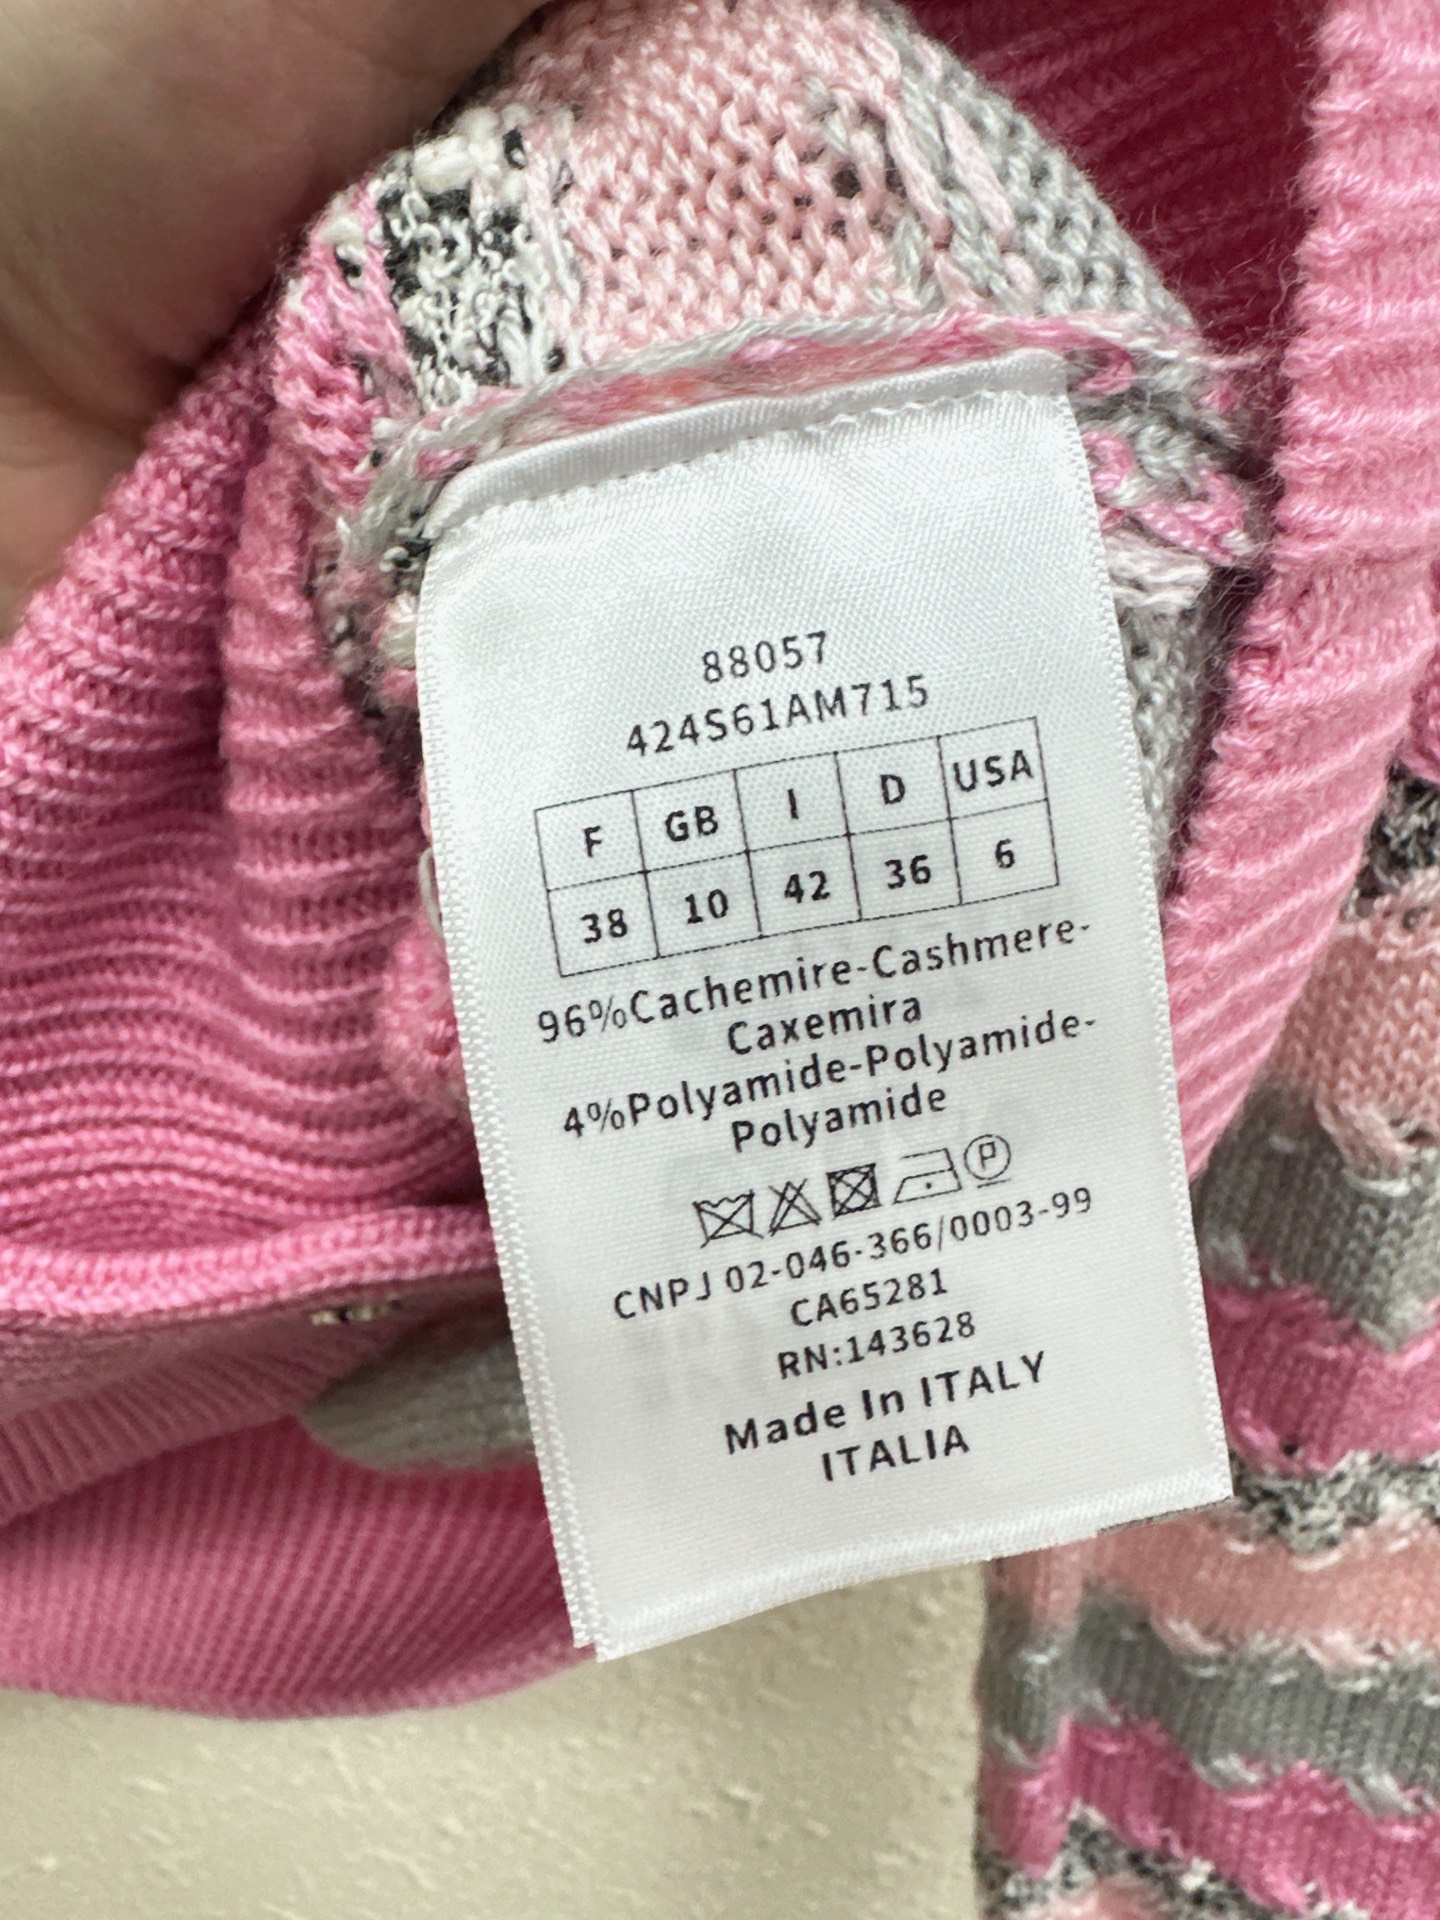 88057
424S61AM715
F GB I D USA
38 10 42 36 6
96%Cachemire-Cashmere-
Caxemira
4%Polyamide-Polyamide-
Polyamide
P
CNPJ 02-046-366/0003-99
CA65281
RN:143628
Made In ITALY
ITALIA